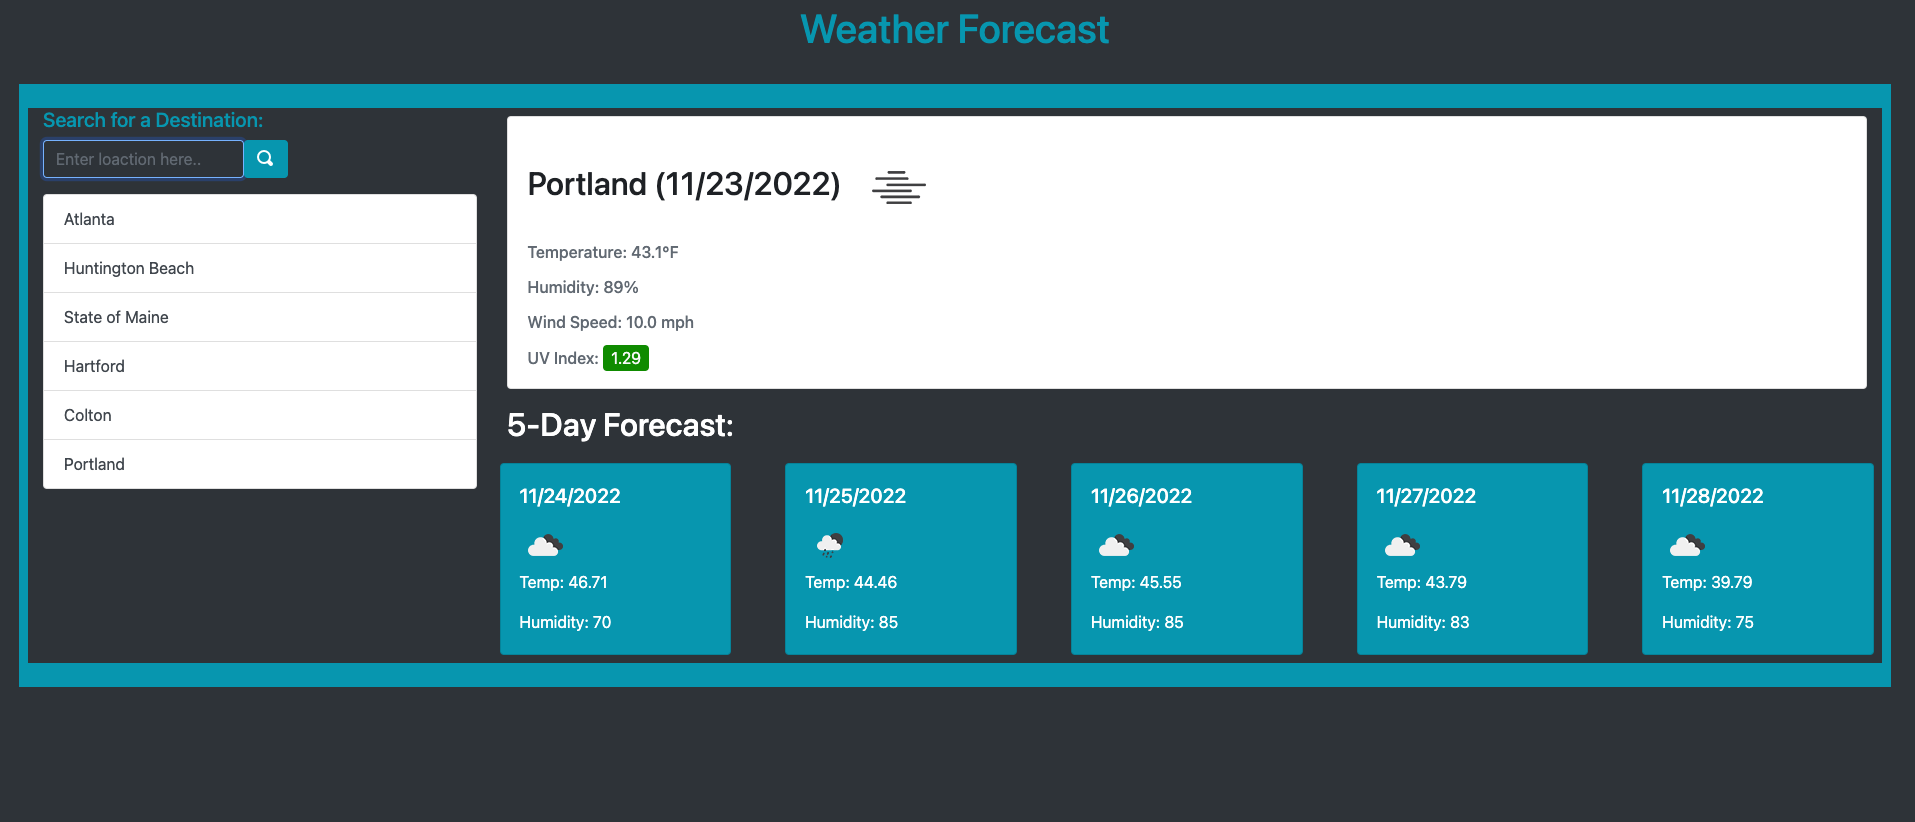 Weather Forecast
Search for a Destination:
Enter loaction here..
Atlanta
Huntington Beach
State of Maine
Hartford
Colton
Portland
Portland (11/23/2022)
Temperature: 43.1°F
Humidity: 89%
Wind Speed: 10.0 mph
UV Index: 1.29
5-Day Forecast:
11/24/2022
Temp: 46.71
Humidity: 70
11/25/2022
Temp: 44.46
Humidity: 85
11/26/2022
Temp: 45.55
Humidity: 85
11/27/2022
Temp: 43.79
Humidity: 83
11/28/2022
Temp: 39.79
Humidity: 75